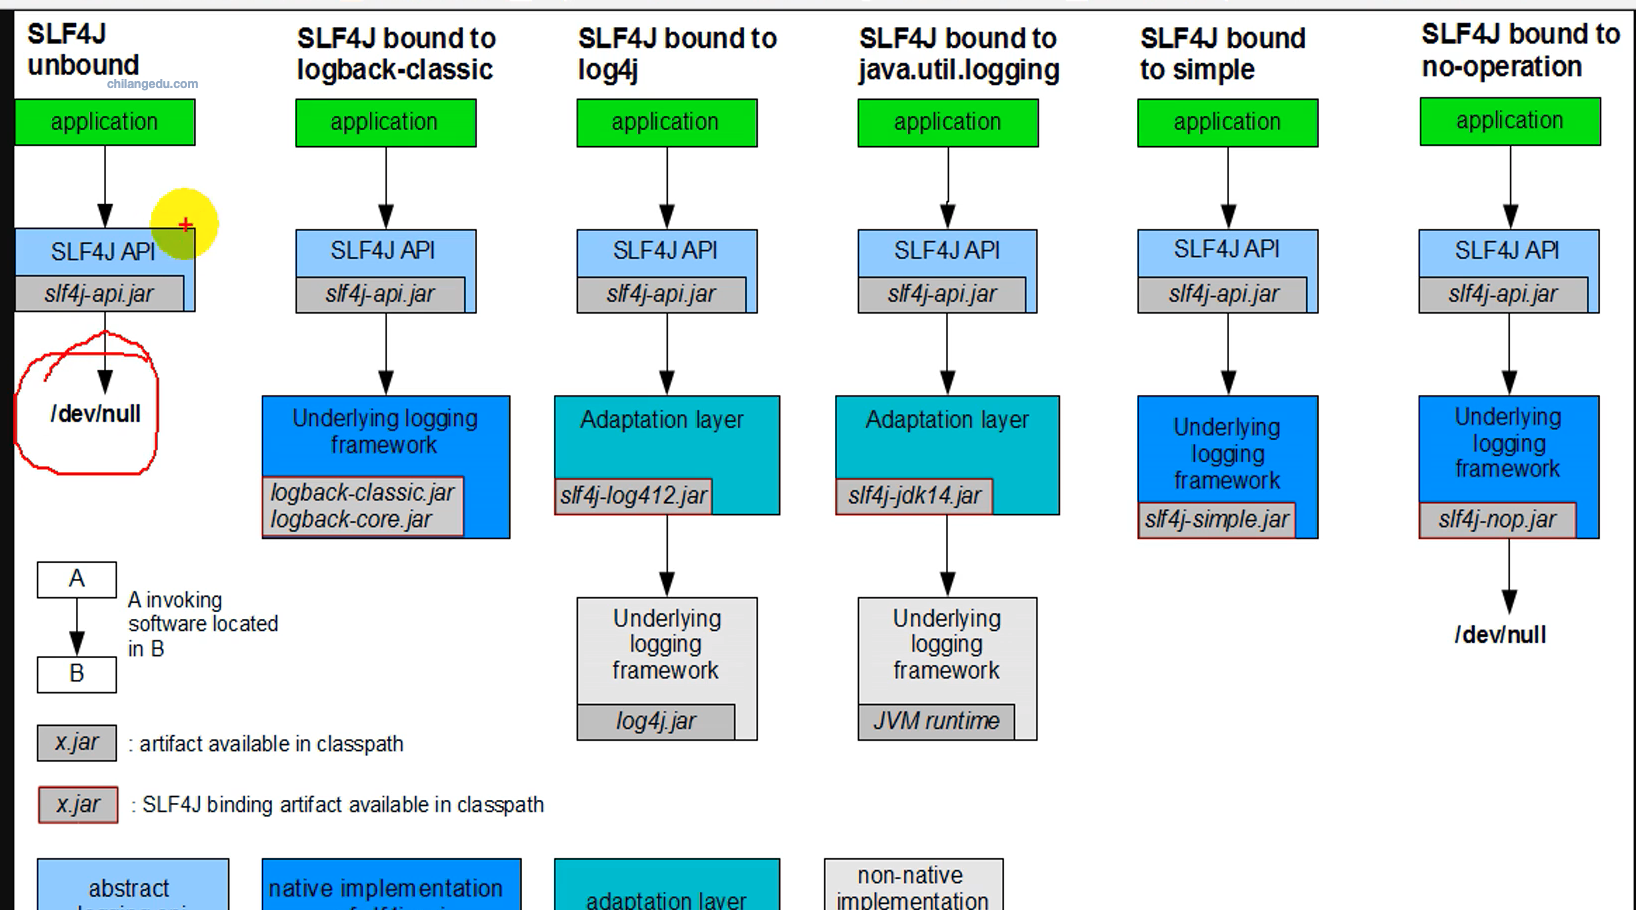 SLF4J
unbound
chilangedu.com
application
SLF4J API
slf4j-api.jar
/dev/null
SLF4J bound to
logback-classic
application
SLF4J API
slf4j-api.jar
Underlying logging
framework
logback-classic.jar
logback-core.jar
SLF4J bound to
log4j
application
SLF4J API
slf4j-api.jar
Adaptation layer
slf4j-log412.jar
Underlying
logging
framework
log4j.jar
SLF4J bound to
java.util.logging
application
SLF4J API
slf4j-api.jar
Adaptation layer
slf4j-jdk14.jar
Underlying
logging
framework
JVM runtime
SLF4J bound
to simple
application
SLF4J API
slf4j-api.jar
Underlying
logging
framework
slf4j-simple.jar
SLF4J bound to
no-operation
application
SLF4J API
slf4j-api.jar
Underlying
logging
framework
slf4j-nop.jar
/dev/null
A
B
A invoking
software located
in B
x.jar : artifact available in classpath
x.jar : SLF4J binding artifact available in classpath
abstract
native implementation
adaptation layer
non-native
implementation